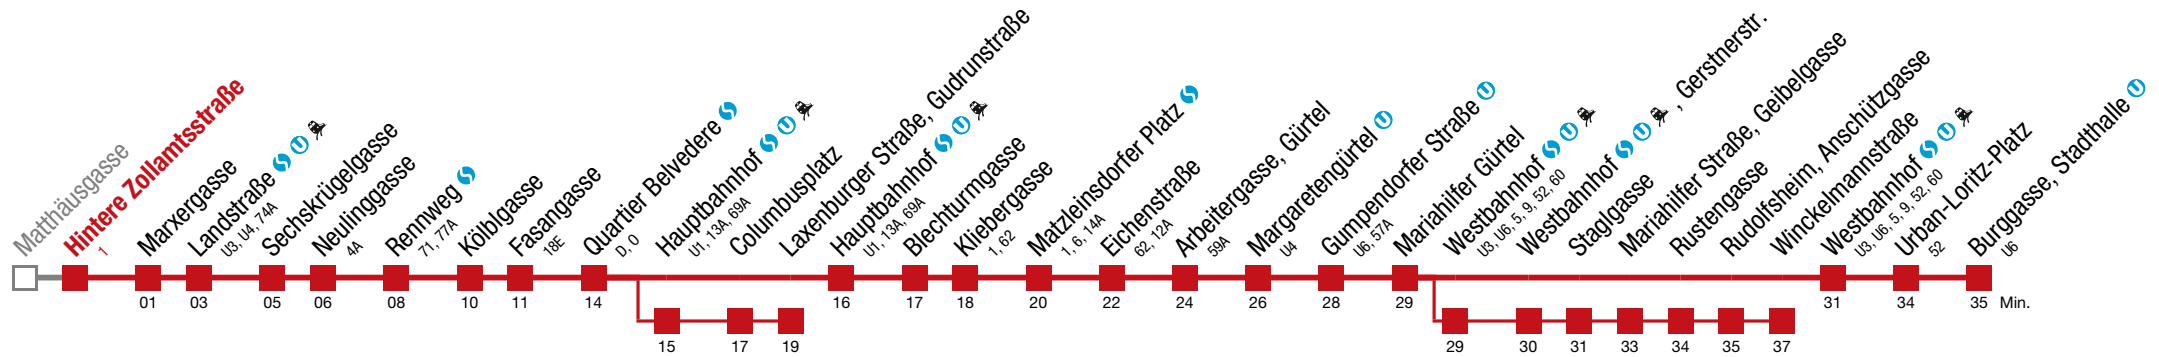 Matthäusgasse
Hintere Zollamtsstraße
1
Marxergasse
Landstraße
U3, U4, 74A
Sechskrügelgasse
Neulinggasse
4A
Rennweg
71, 77A
Kölblgasse
Fasangasse
18E
Quartier Belvedere
D, O
Hauptbahnhof
U1, 13A, 69A
Columbusplatz
Laxenburger Straße, Gudrunstraße
Hauptbahnhof
U1, 13A, 69A
Blechturmgasse
Kliebergasse
1, 62
Matzleinsdorfer Platz
1, 6, 14A
Eichenstraße
62, 12A
Arbeitergasse, Gürtel
59A
Margaretengürtel
U4
Gumpendorfer Straße
U6, 57A
Mariahilfer Gürtel
Westbahnhof
U3, U6, 5, 9, 52, 60
Westbahnhof , Gerstnerstr.
Staglgasse
Mariahilfer Straße, Geibelgasse
Rustengasse
Rudolfsheim, Anschützgasse
Winckelmannstraße
Westbahnhof
U3, U6, 5, 9, 52, 60
Urban-Loritz-Platz
52
Burggasse, Stadthalle
U6
01 03 05 06 08 10 11 14 16 17 18 20 22 24 26 28 29 31 34 35 Min.
15 17 19 29 30 31 33 34 35 37